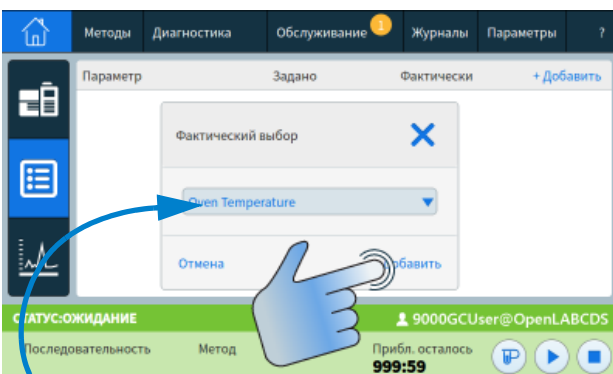 Методы Диагностика Обслуживание 1 Журналы Параметры ?
Параметр Задано Фактически + Добавить
Фактический выбор
Oven Temperature
Отмена Добавить
СТАТУС:ОЖИДАНИЕ 9000GCUser@OpenLABCDS
Последовательность Метод Прибл. осталось
999:59